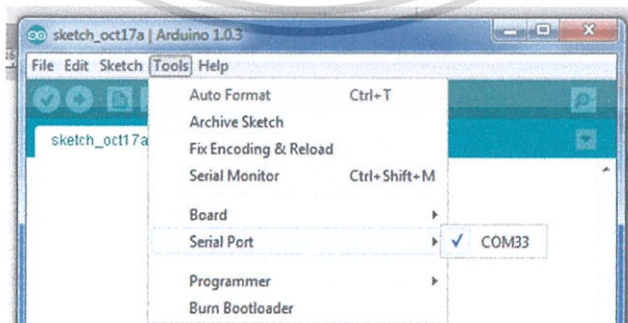 sketch_oct17a | Arduino 1.0.3
File Edit Sketch Tools Help
sketch_oct17a
Auto Format Ctrl+T
Archive Sketch
Fix Encoding & Reload
Serial Monitor Ctrl+Shift+M
Board
Serial Port
COM33
Programmer
Burn Bootloader